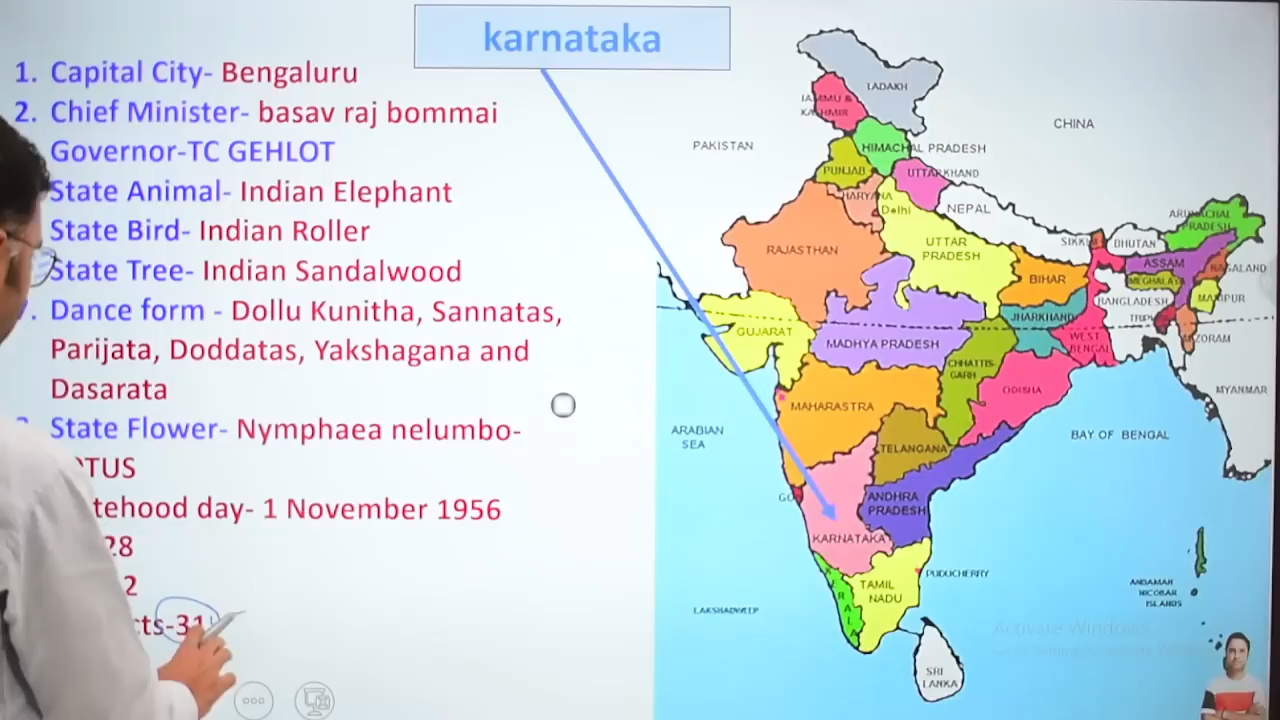 karnataka
1. Capital City- Bengaluru
2. Chief Minister- basav raj bommai
Governor-TC GEHLOT
State Animal- Indian Elephant
State Bird- Indian Roller
State Tree- Indian Sandalwood
Dance form - Dollu Kunitha, Sannatas,
Parijata, Doddatas, Yakshagana and
Dasarata
State Flower- Nymphaea nelumbo-
TUS
tehood day- 1 November 1956
28
2
cts-31
LADAKH
JAMMU &
KASHMIR
CHINA
PAKISTAN
HIMACHAL PRADESH
PUNJAB
UTTARKHAND
HARYANA
Delhi
NEPAL
ARUNACHAL
PRADESH
SIKKIM
BHUTAN
RAJASTHAN
UTTAR
PRADESH
ASSAM
NAGALAND
BIHAR
MEGHALAYA
MANIPUR
BANGLADESH
GUJARAT
JHARKHAND
TRIPURA
MIZORAM
MADHYA PRADESH
WEST
BENGAL
CHHATTIS-
GARH
ODISHA
MYANMAR
MAHARASTRA
ARABIAN
SEA
BAY OF BENGAL
TELANGANA
GOA
ANDHRA
PRADESH
KARNATAKA
PUDUCHERRY
TAMIL
NADU
KERALA
ANDAMAN
NICOBAR
ISLANDS
LAKSHADWEEP
SRI
LANKA
Activate Windows